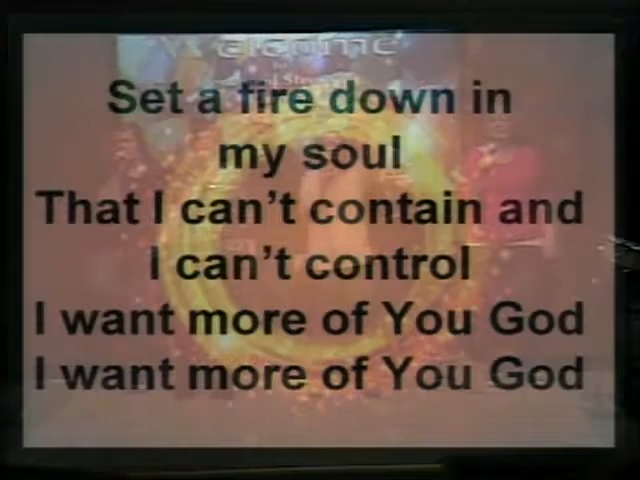 Welcome
Set a fire down in
my soul
That I can't contain and
I can't control
I want more of You God
I want more of You God